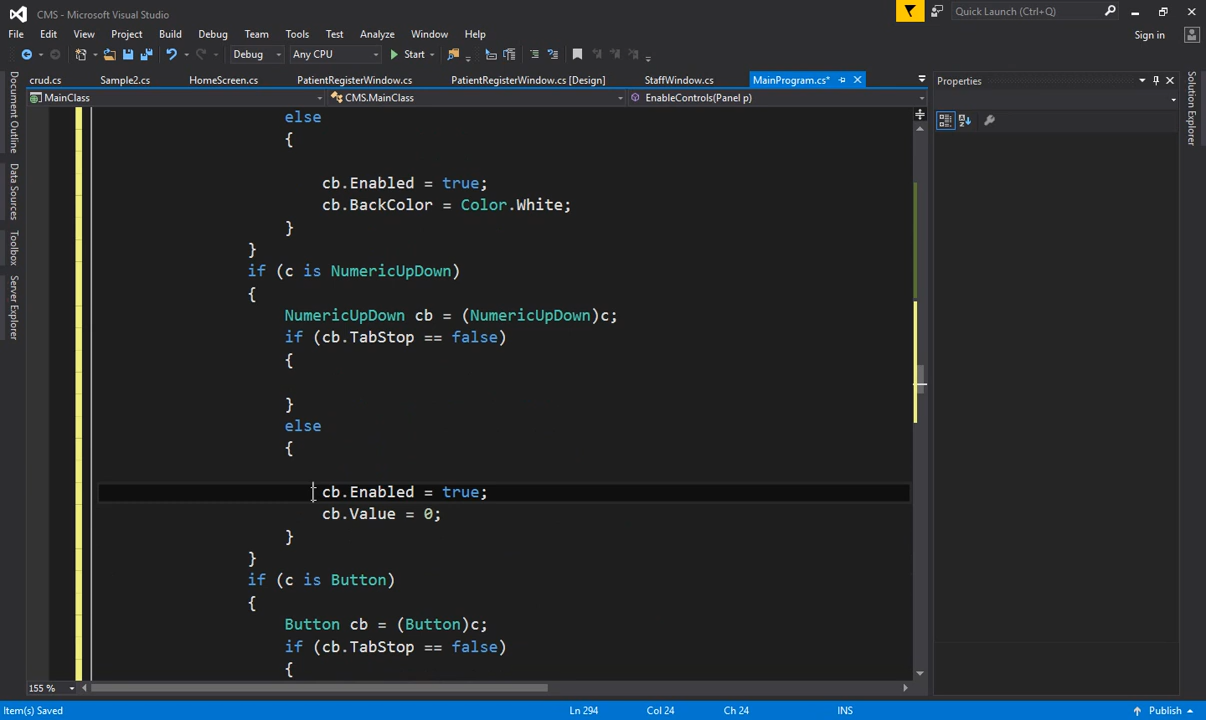 CMS - Microsoft Visual Studio
Quick Launch (Ctrl+Q)
File Edit View Project Build Debug Team Tools Test Analyze Window Help
Sign in
Debug Any CPU Start
crud.cs Sample2.cs HomeScreen.cs PatientRegisterWindow.cs PatientRegisterWindow.cs [Design] StaffWindow.cs MainProgram.cs*
Properties
MainClass CMS.MainClass EnableControls(Panel p)
Document Outline
Data Sources
Toolbox
Server Explorer
Solution Explorer
else
{
cb.Enabled = true;
cb.BackColor = Color.White;
}
}
if (c is NumericUpDown)
{
NumericUpDown cb = (NumericUpDown)c;
if (cb.TabStop == false)
{
}
else
{
cb.Enabled = true;
cb.Value = 0;
}
}
if (c is Button)
{
Button cb = (Button)c;
if (cb.TabStop == false)
{
155 %
Item(s) Saved Ln 294 Col 24 Ch 24 INS Publish